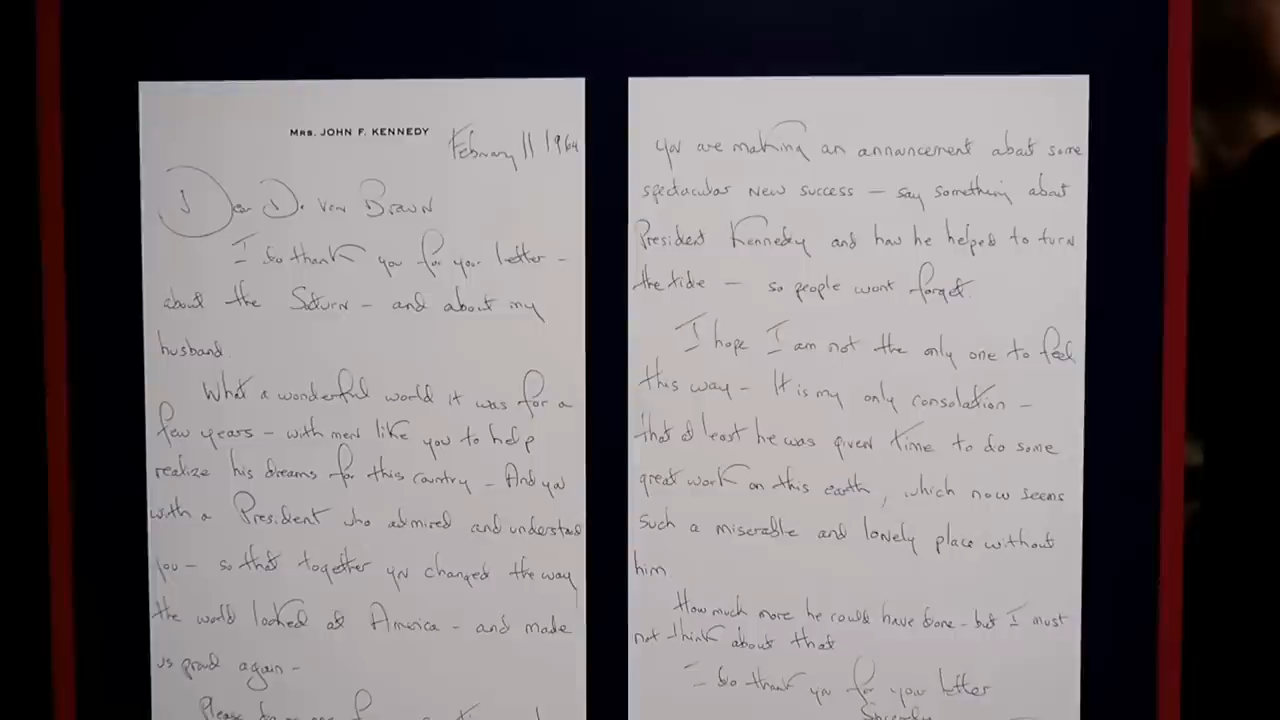 MRS. JOHN F. KENNEDY
February 11 1964
Dear Dr. Von Braun
I do thank you for your letter -
about the Saturn - and about my
husband.
What a wonderful world it was for a
few years - with men like you to help
realize his dreams for this country - And you
with a President who admired and understood
you - so that together you changed the way
the world looked at America - and made
us proud again -
Please
you are making an announcement about some
spectacular new success - say something about
President Kennedy and how he helped to turn
the tide - so people wont forget.
I hope I am not the only one to feel
this way - It is my only consolation -
that at least he was given time to do some
great work on this earth, which now seems
such a miserable and lonely place without
him
How much more he could have done - but I must
not think about that
I do thank you for your letter
Sincerely